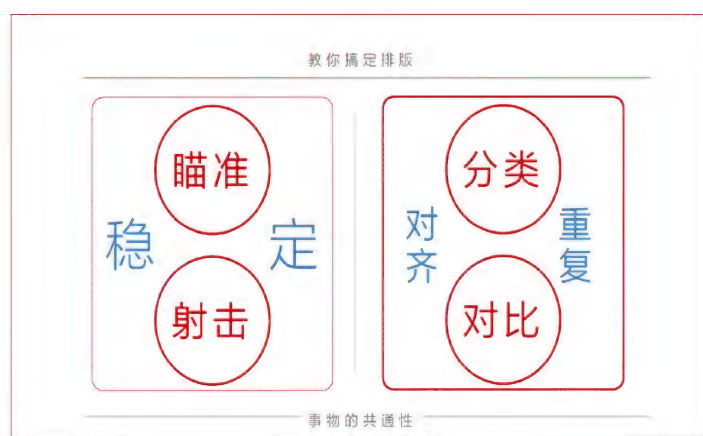 教你搞定排版
瞄准
稳定
射击
分类
对齐
重复
对比
事物的共通性